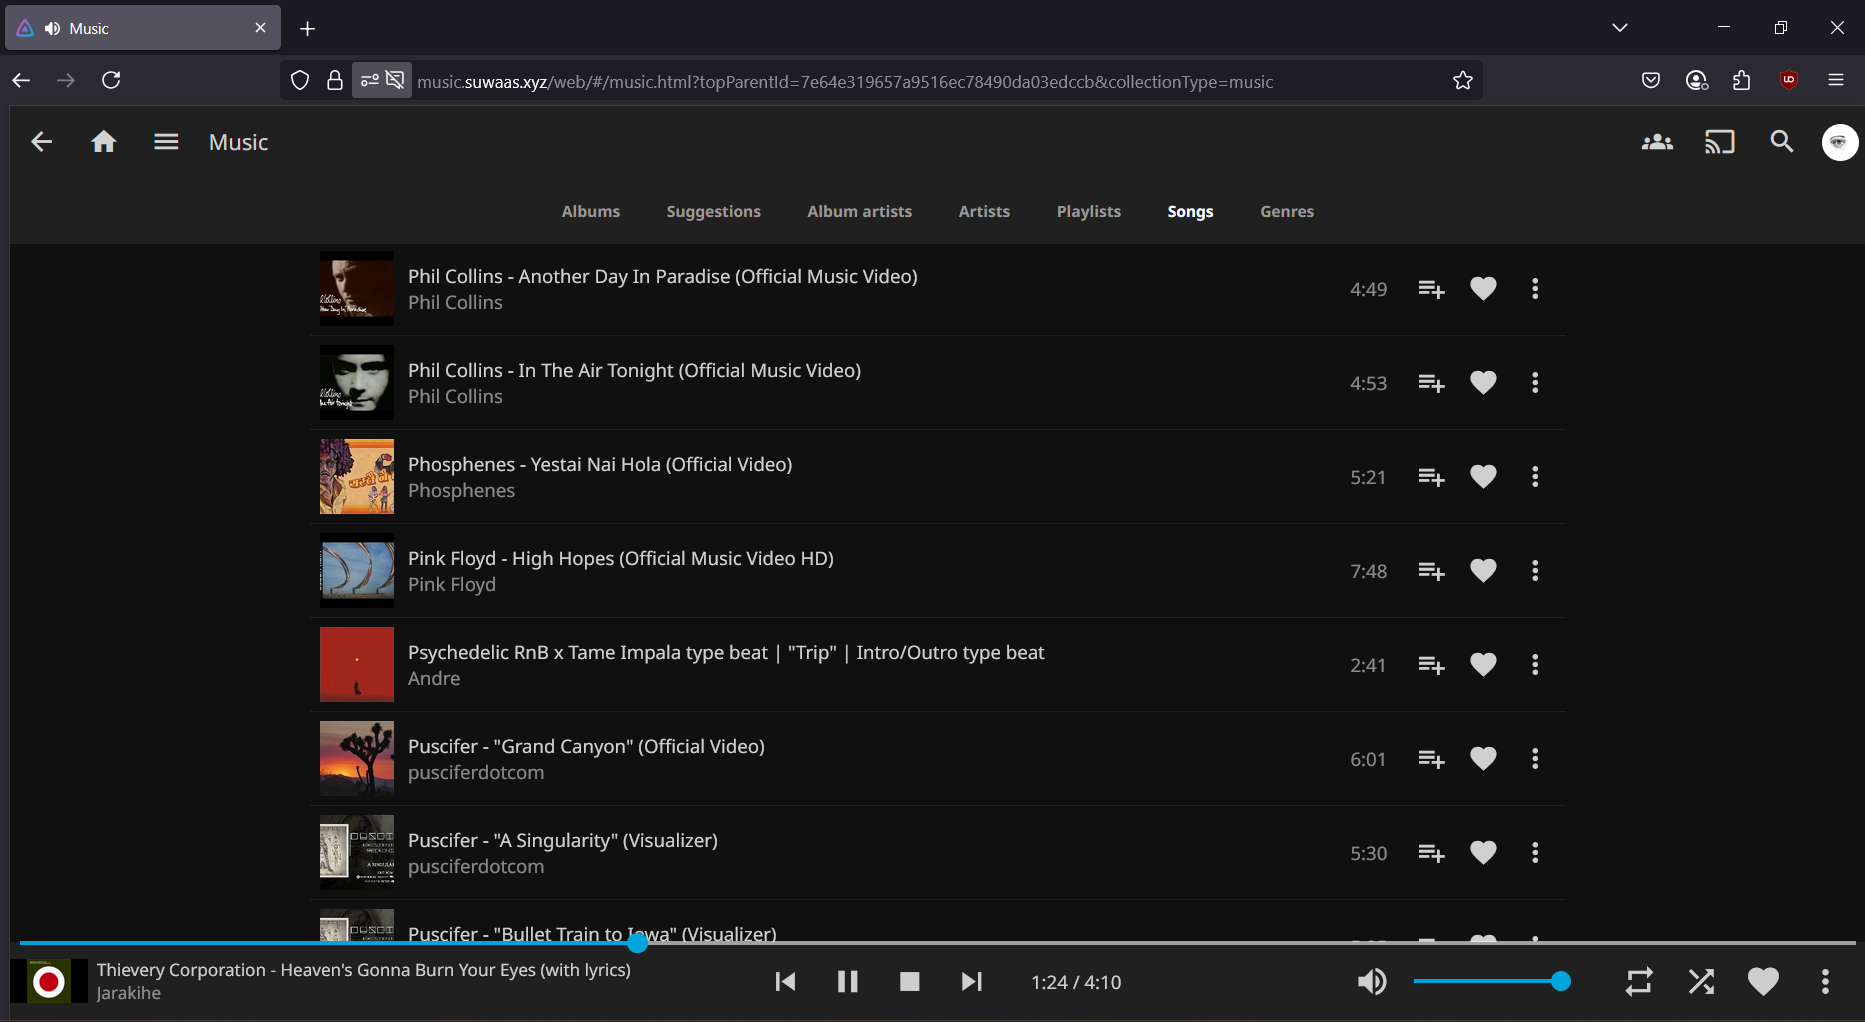 Music
music.suwaas.xyz/web/#/music.html?topParentId=7e64e319657a9516ec78490da03edccb&collectionType=music
Music
Albums Suggestions Album artists Artists Playlists Songs Genres
Phil Collins - Another Day In Paradise (Official Music Video)
Phil Collins
4:49
Phil Collins - In The Air Tonight (Official Music Video)
Phil Collins
4:53
Phosphenes - Yestai Nai Hola (Official Video)
Phosphenes
5:21
Pink Floyd - High Hopes (Official Music Video HD)
Pink Floyd
7:48
Psychedelic RnB x Tame Impala type beat | "Trip" | Intro/Outro type beat
Andre
2:41
Puscifer - "Grand Canyon" (Official Video)
pusciferdotcom
6:01
Puscifer - "A Singularity" (Visualizer)
pusciferdotcom
5:30
Puscifer - "Bullet Train to Iowa" (Visualizer)
Thievery Corporation - Heaven's Gonna Burn Your Eyes (with lyrics)
Jarakihe
1:24 / 4:10